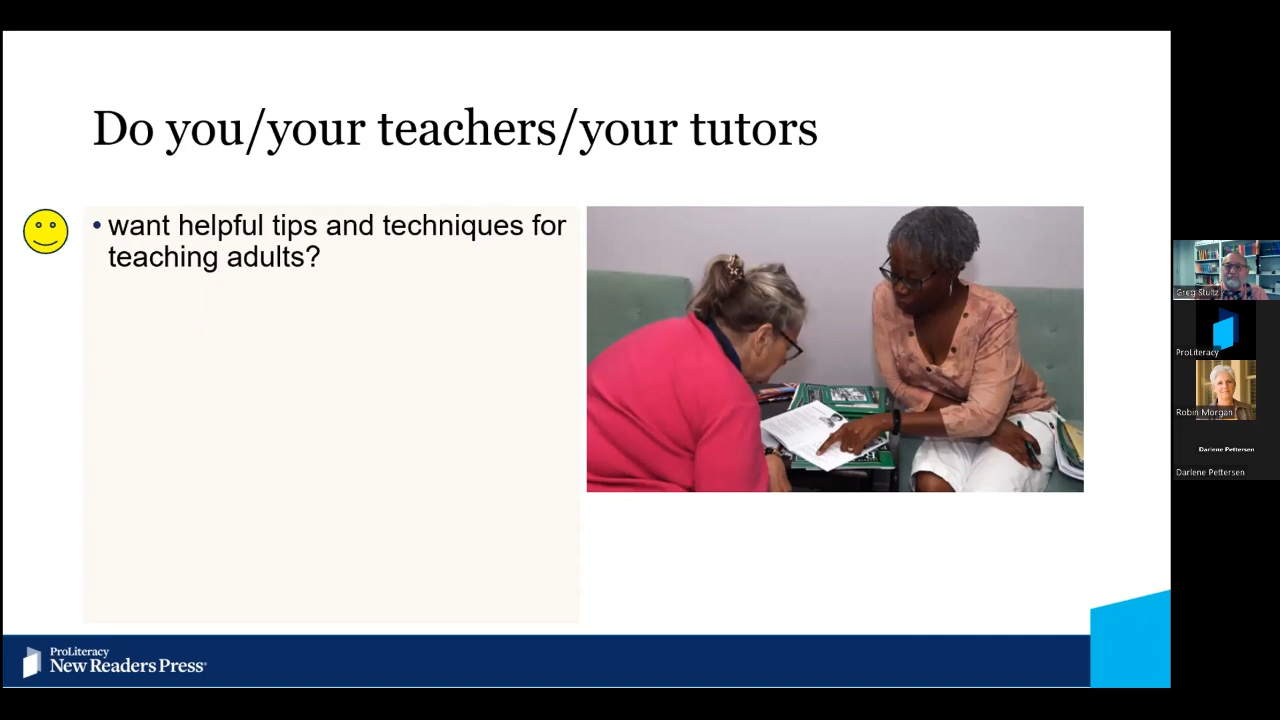 Do you/your teachers/your tutors
• want helpful tips and techniques for
teaching adults?
Greg Stultz
ProLiteracy
Robin Morgan
Darlene Pettersen
Darlene Pettersen
ProLiteracy
New Readers Press